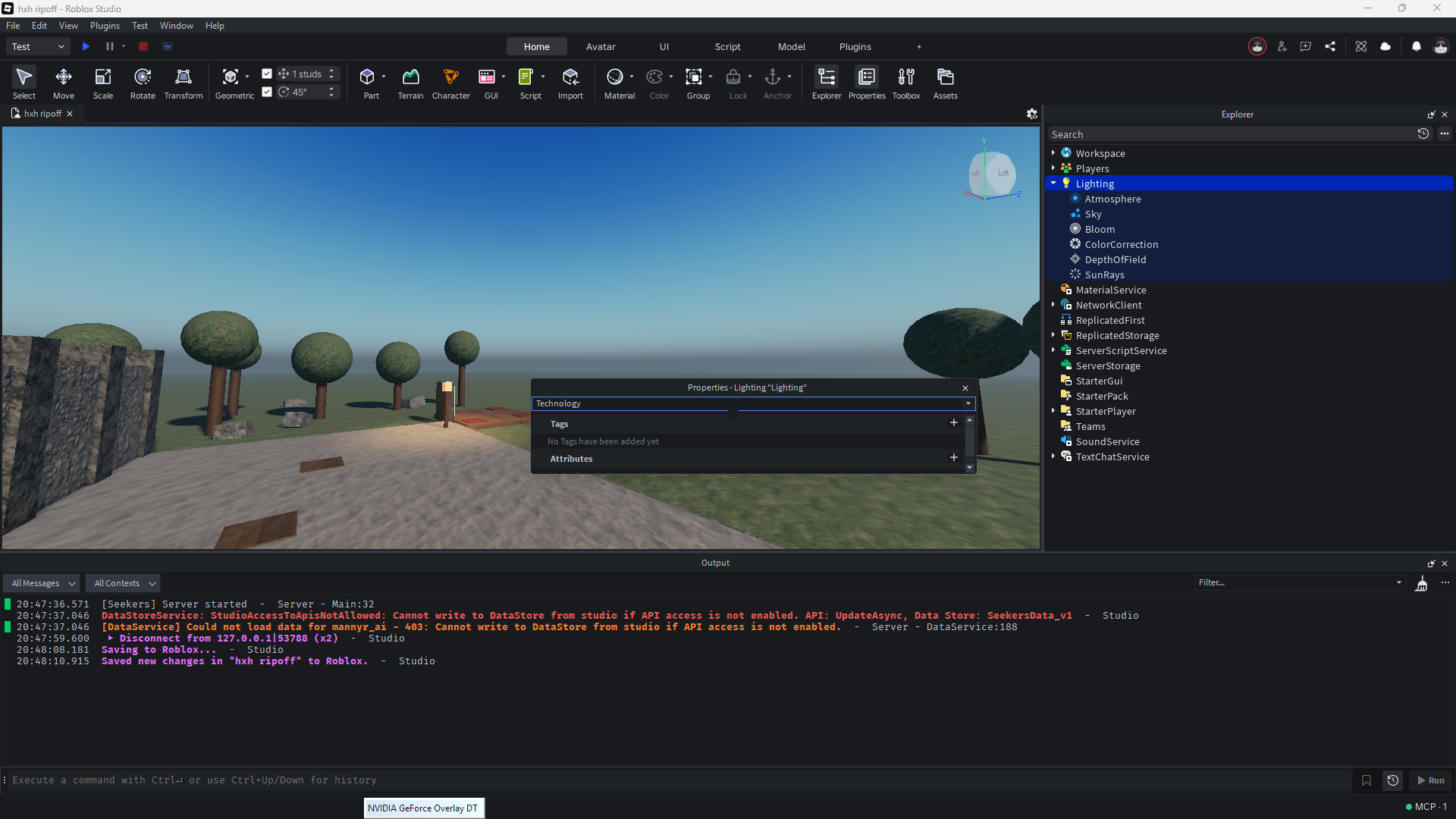 hxh ripoff - Roblox Studio
File Edit View Plugins Test Window Help
Test
Home Avatar UI Script Model Plugins +
1 studs
45°
Select Move Scale Rotate Transform Geometric Part Terrain Character GUI Script Import Material Color Group Lock Anchor Explorer Properties Toolbox Assets
hxh ripoff
Explorer
Search
Workspace
Players
Lighting
Atmosphere
Sky
Bloom
ColorCorrection
DepthOfField
SunRays
MaterialService
NetworkClient
ReplicatedFirst
ReplicatedStorage
ServerScriptService
ServerStorage
StarterGui
StarterPack
StarterPlayer
Teams
SoundService
TextChatService
Y
Left
Z
Properties - Lighting "Lighting"
Technology
Tags
No Tags have been added yet
Attributes
Output
All Messages All Contexts Filter...
20:47:36.571 [Seekers] Server started - Server - Main:32
20:47:37.046 DataStoreService: StudioAccessToApisNotAllowed: Cannot write to DataStore from studio if API access is not enabled. API: UpdateAsync, Data Store: SeekersData_v1 - Studio
20:47:37.046 [DataService] Could not load data for mannyr_ai - 403: Cannot write to DataStore from studio if API access is not enabled. - Server - DataService:188
20:47:59.600 Disconnect from 127.0.0.1|53788 (x2) - Studio
20:48:08.181 Saving to Roblox... - Studio
20:48:10.915 Saved new changes in "hxh ripoff" to Roblox. - Studio
Execute a command with Ctrl↵ or use Ctrl+Up/Down for history
Run
NVIDIA GeForce Overlay DT
MCP · 1